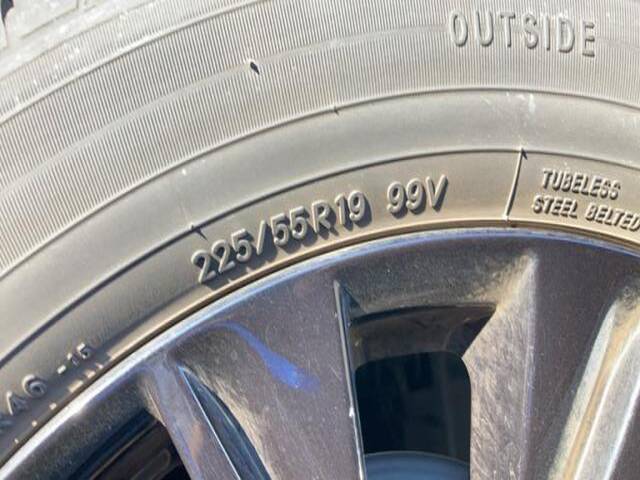 OUTSIDE
225/55R19 99V
TUBELESS
STEEL BELTED